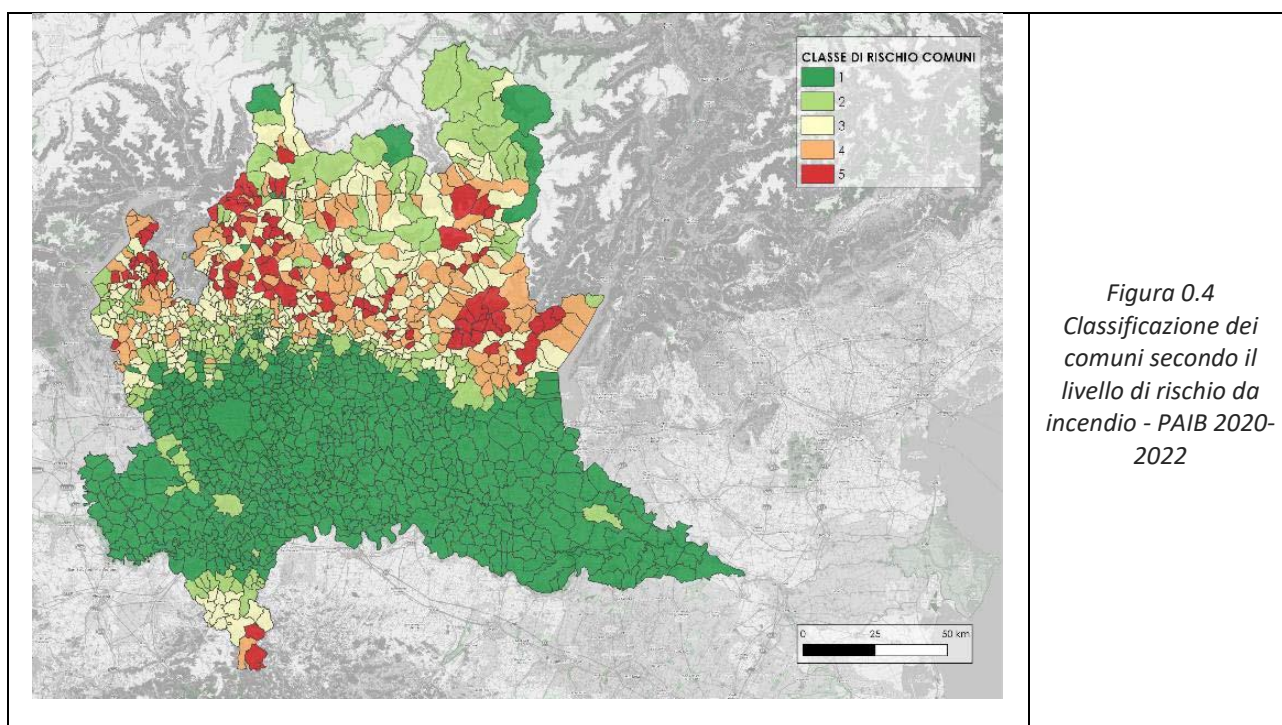 CLASSE DI RISCHIO COMUNI
1
2
3
4
5
0 25 50 km
Figura 0.4
Classificazione dei
comuni secondo il
livello di rischio da
incendio - PAIB 2020-
2022